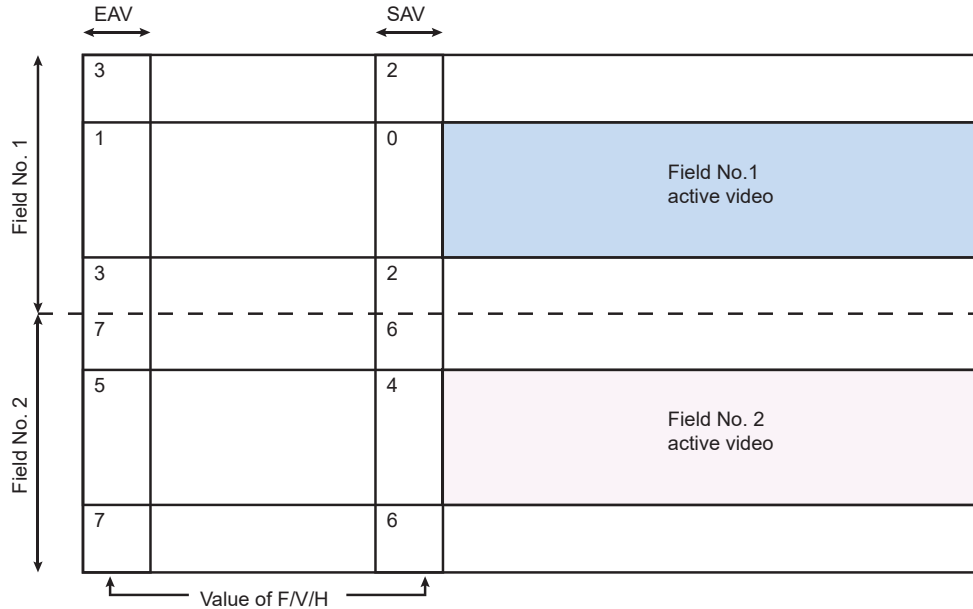 EAV SAV
3 2
1 0
Field No. 1
Field No.1
active video
3 2
7 6
5 4
Field No. 2
Field No. 2
active video
7 6
Value of F/V/H